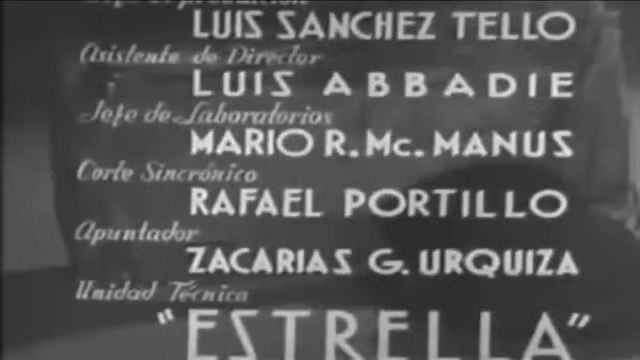 LUIS SANCHEZ TELLO
Asistente de Director
LUIS ABBADIE
Jefe de Laboratorios
MARIO R. Mc. MANUS
Corte Sincrónico
RAFAEL PORTILLO
Apuntador
ZACARIAS G. URQUIZA
Unidad Técnica
"ESTRELLA"